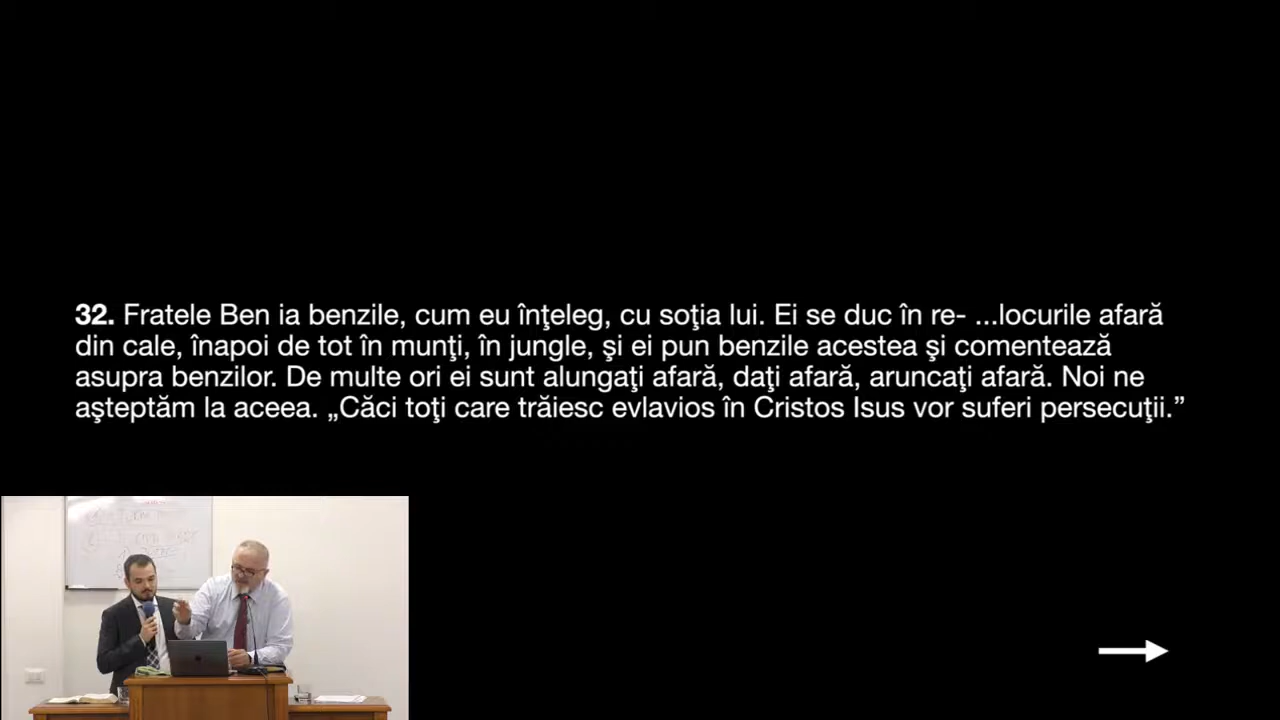 32. Fratele Ben ia benzile, cum eu înţeleg, cu soţia lui. Ei se duc în re- ...locurile afară
din cale, înapoi de tot în munţi, în jungle, şi ei pun benzile acestea şi comentează
asupra benzilor. De multe ori ei sunt alungaţi afară, daţi afară, aruncaţi afară. Noi ne
aşteptăm la aceea. „Căci toţi care trăiesc evlavios în Cristos Isus vor suferi persecuţii.”